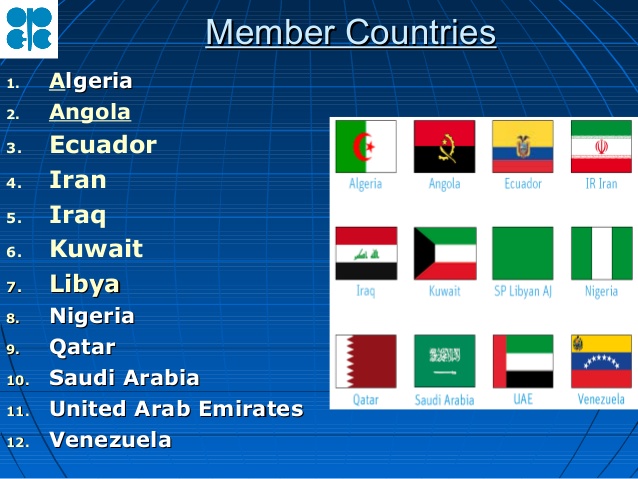 OPEC
Member Countries
1. Algeria
2. Angola
3. Ecuador
4. Iran
5. Iraq
6. Kuwait
7. Libya
8. Nigeria
9. Qatar
10. Saudi Arabia
11. United Arab Emirates
12. Venezuela
Algeria Angola Ecuador IR Iran
Iraq Kuwait SP Libyan AJ Nigeria
Qatar Saudi Arabia UAE Venezuela